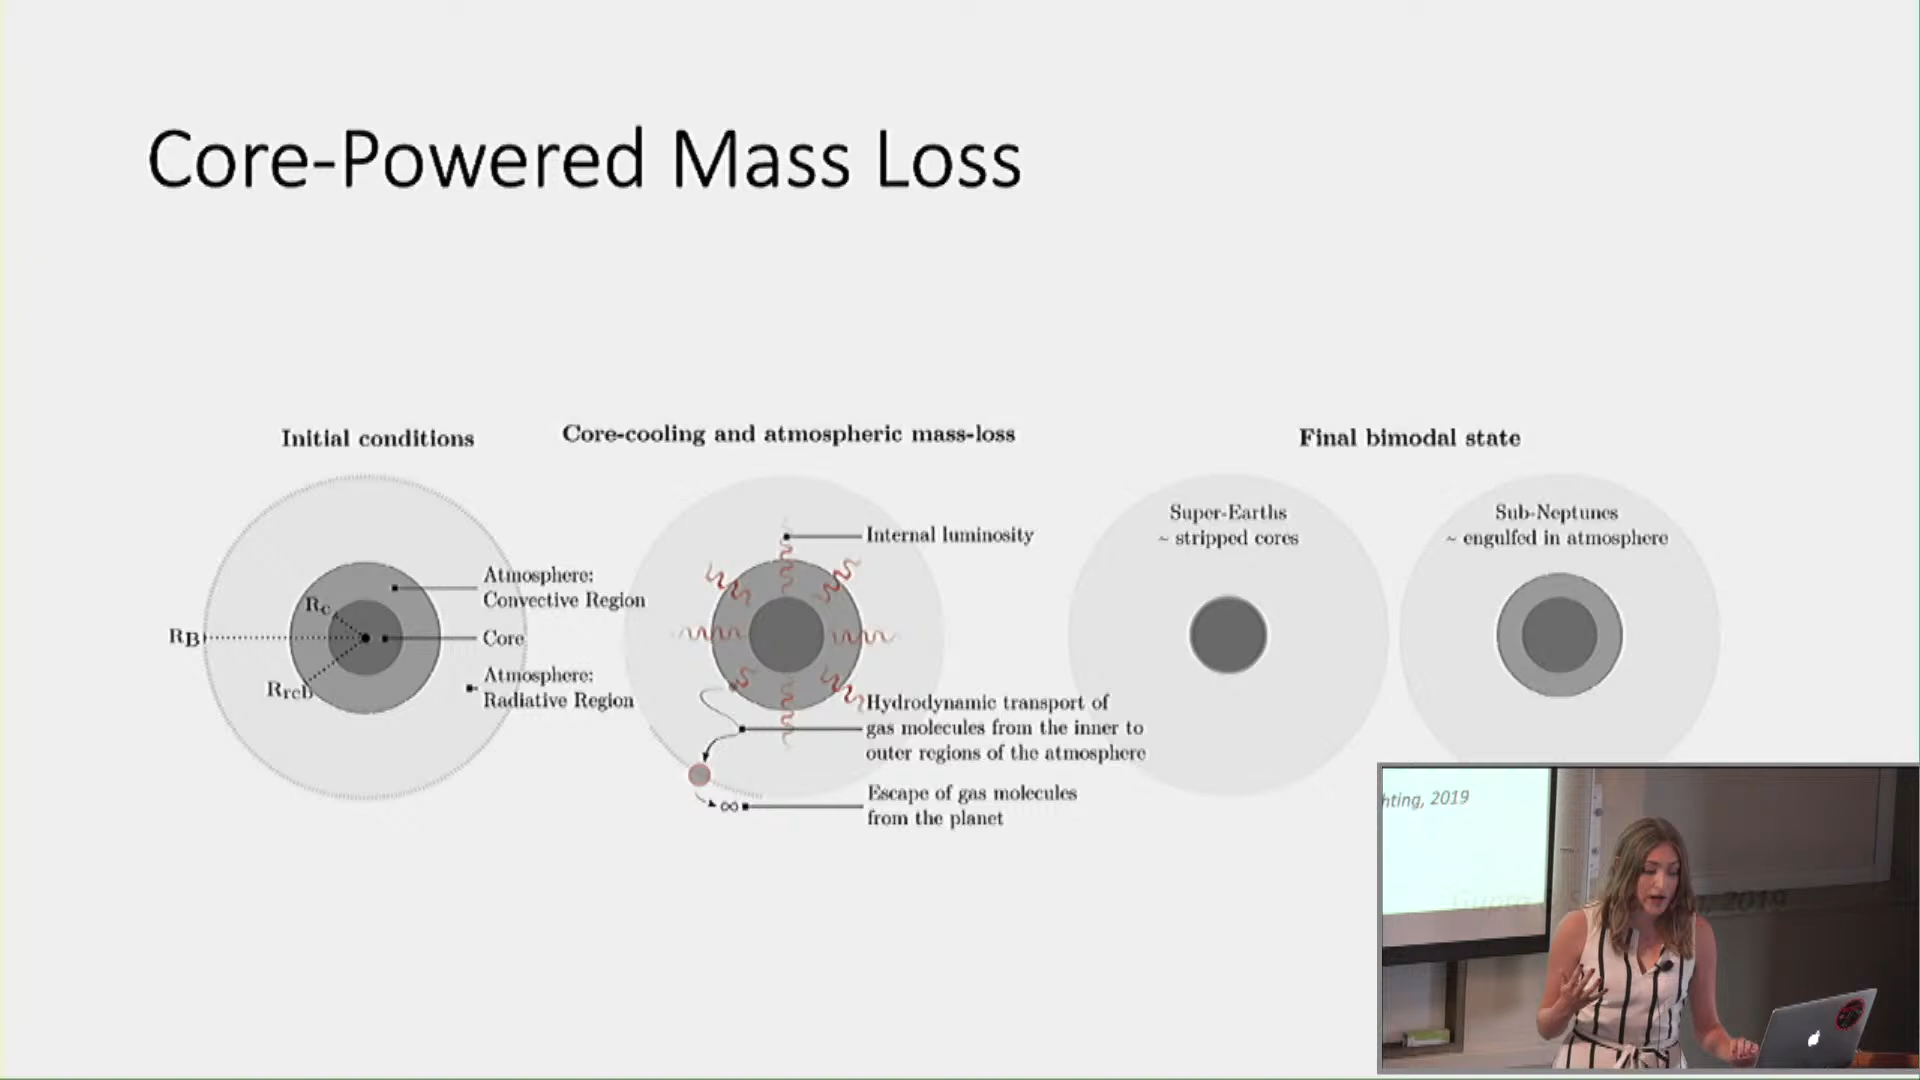 Core-Powered Mass Loss
Initial conditions
Core-cooling and atmospheric mass-loss
Final bimodal state
R_B
R_c
R_rcb
Atmosphere:
Convective Region
Core
Atmosphere:
Radiative Region
Internal luminosity
Hydrodynamic transport of
gas molecules from the inner to
outer regions of the atmosphere
∞
Escape of gas molecules
from the planet
Super-Earths
~ stripped cores
Sub-Neptunes
~ engulfed in atmosphere
hting, 2019
Gupta 2019